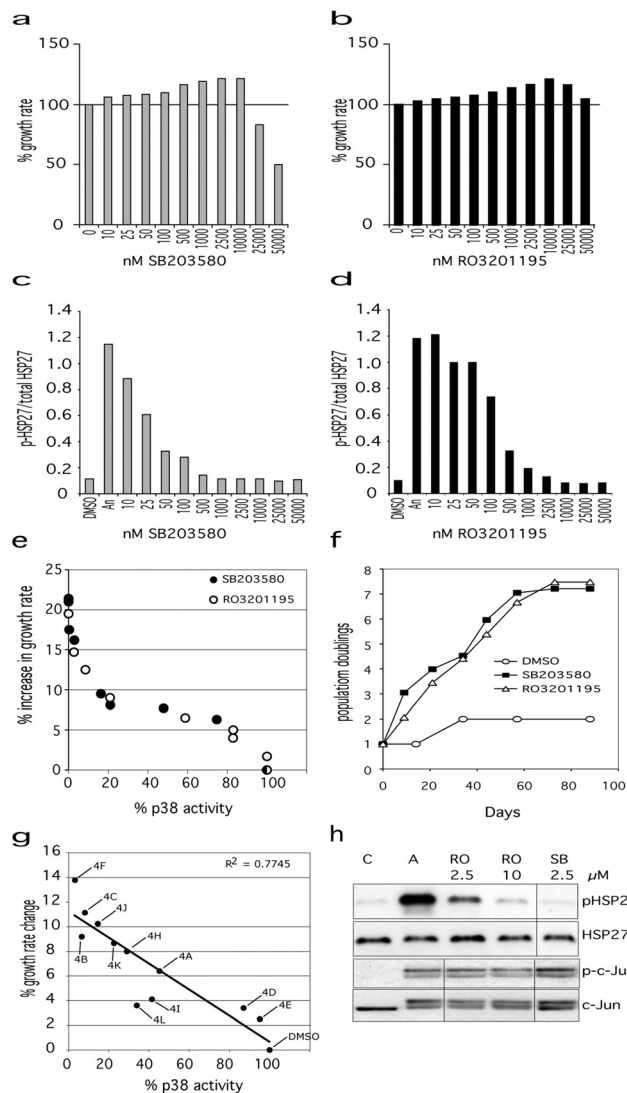 a
150
100
50
0
% growth rate
0 10 25 50 100 500 1000 2500 10000 25000 50000
nM SB203580
b
150
100
50
0
% growth rate
0 10 25 50 100 500 1000 2500 10000 25000 50000
nM RO3201195
c
1.4
1.2
1.0
0.8
0.6
0.4
0.2
0
p-HSP27/total HSP27
DMSO An 10 25 50 100 500 1000 2500 10000 25000 50000
nM SB203580
d
1.4
1.2
1.0
0.8
0.6
0.4
0.2
0
p-HSP27/total HSP27
DMSO An 10 25 50 100 500 1000 2500 10000 25000 50000
nM RO3201195
e
25
20
15
10
5
0
% increase in growth rate
SB203580
RO3201195
0 20 40 60 80 100
% p38 activity
f
8
7
6
5
4
3
2
1
populatiom doublings
DMSO
SB203580
RO3201195
0 20 40 60 80 100
Days
g
16
14
12
10
8
6
4
2
0
% growth rate change
R2 = 0.7745
4F
4C
4J
4B
4K
4H
4A
4L
4I
4D
4E
DMSO
0 20 40 60 80 100
% p38 activity
h
C A RO RO SB
2.5 10 2.5 µM
pHSP2
HSP27
p-c-Ju
c-Jun